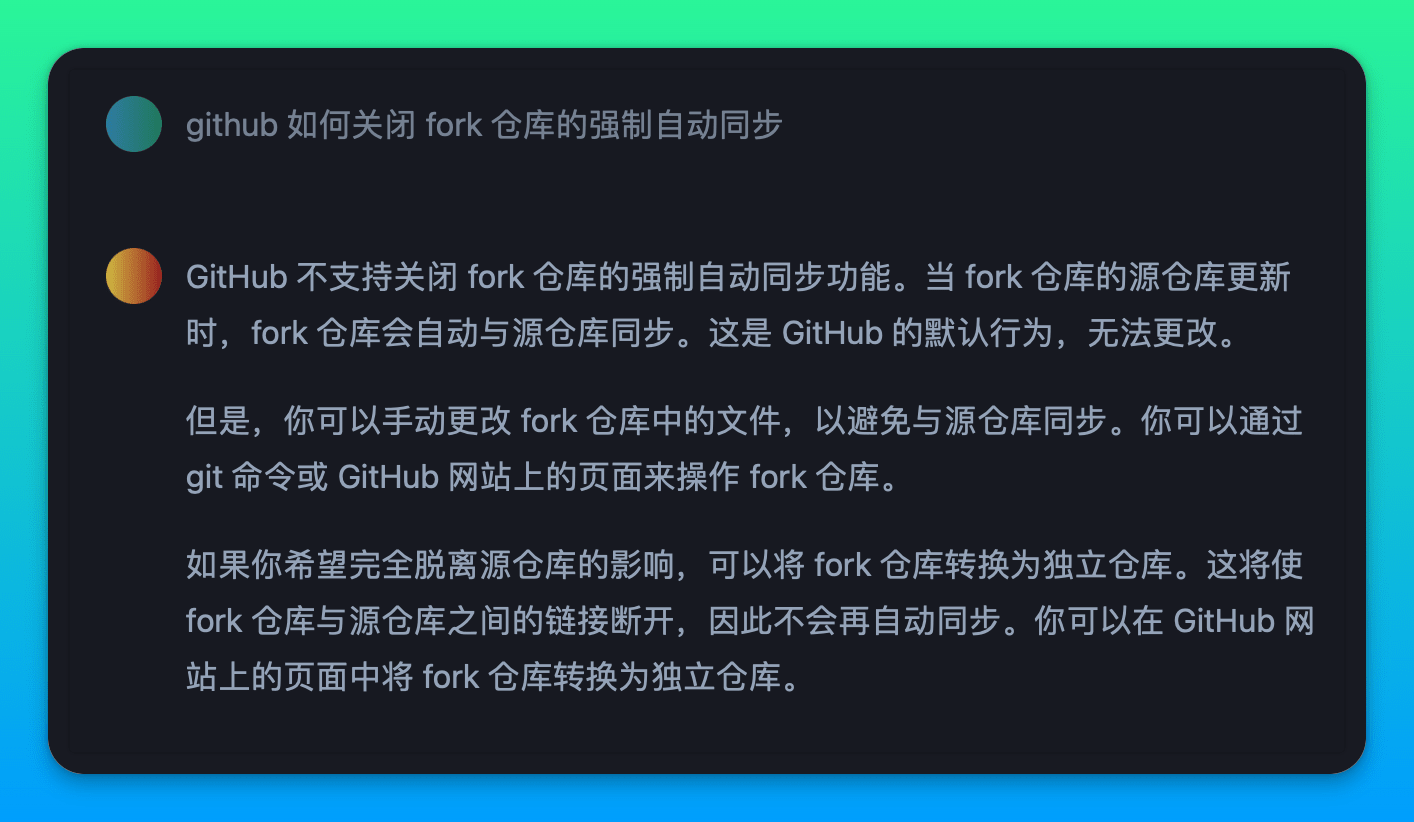 github 如何关闭 fork 仓库的强制自动同步
GitHub 不支持关闭 fork 仓库的强制自动同步功能。当 fork 仓库的源仓库更新
时，fork 仓库会自动与源仓库同步。这是 GitHub 的默认行为，无法更改。
但是，你可以手动更改 fork 仓库中的文件，以避免与源仓库同步。你可以通过
git 命令或 GitHub 网站上的页面来操作 fork 仓库。
如果你希望完全脱离源仓库的影响，可以将 fork 仓库转换为独立仓库。这将使
fork 仓库与源仓库之间的链接断开，因此不会再自动同步。你可以在 GitHub 网
站上的页面中将 fork 仓库转换为独立仓库。